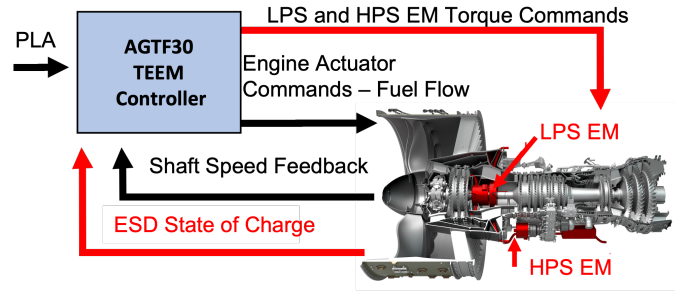 LPS and HPS EM Torque Commands
PLA
AGTF30
TEEM
Controller
Engine Actuator
Commands – Fuel Flow
LPS EM
Shaft Speed Feedback
ESD State of Charge
HPS EM